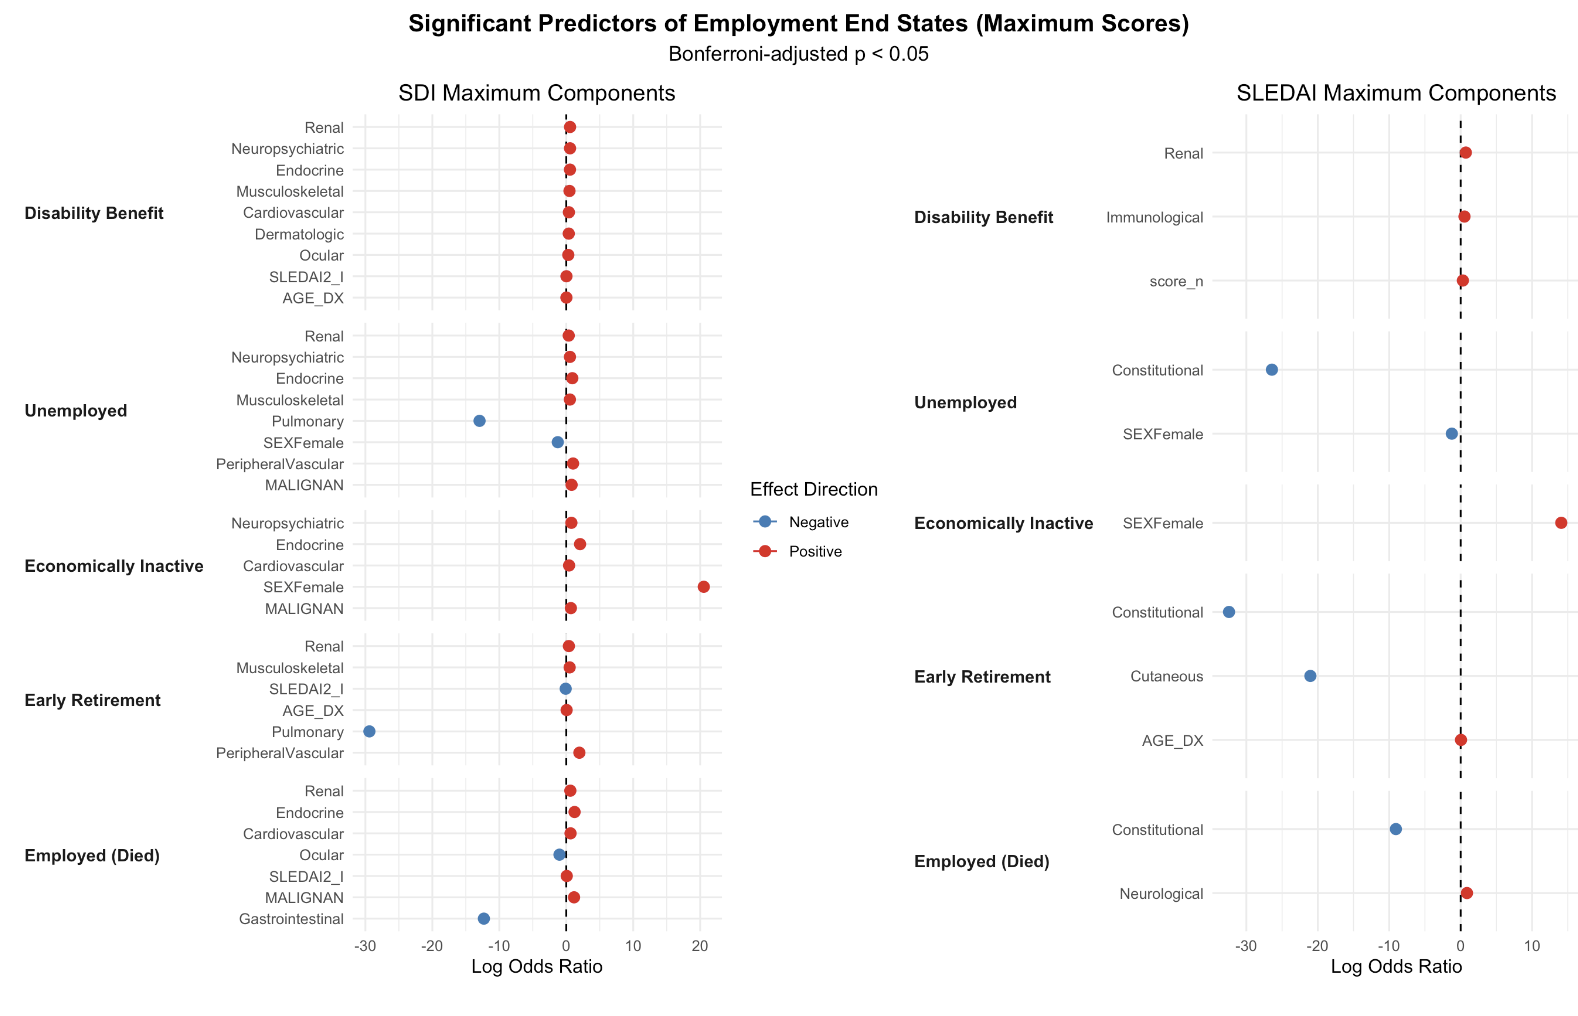 Significant Predictors of Employment End States (Maximum Scores)
Bonferroni-adjusted p < 0.05
SDI Maximum Components
Disability Benefit
Renal
Neuropsychiatric
Endocrine
Musculoskeletal
Cardiovascular
Dermatologic
Ocular
SLEDAI2_I
AGE_DX
Unemployed
Renal
Neuropsychiatric
Endocrine
Musculoskeletal
Pulmonary
SEXFemale
PeripheralVascular
MALIGNAN
Economically Inactive
Neuropsychiatric
Endocrine
Cardiovascular
SEXFemale
MALIGNAN
Early Retirement
Renal
Musculoskeletal
SLEDAI2_I
AGE_DX
Pulmonary
PeripheralVascular
Employed (Died)
Renal
Endocrine
Cardiovascular
Ocular
SLEDAI2_I
MALIGNAN
Gastrointestinal
-30 -20 -10 0 10 20
Log Odds Ratio
Effect Direction
Negative
Positive
SLEDAI Maximum Components
Disability Benefit
Renal
Immunological
score_n
Unemployed
Constitutional
SEXFemale
Economically Inactive
SEXFemale
Early Retirement
Constitutional
Cutaneous
AGE_DX
Employed (Died)
Constitutional
Neurological
-30 -20 -10 0 10
Log Odds Ratio